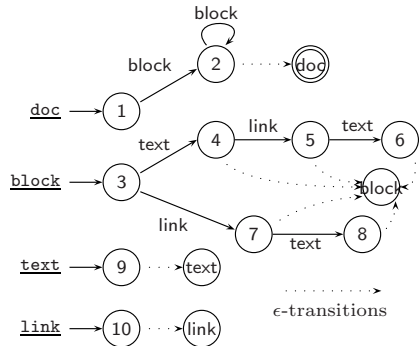 block
block 2 doc
doc 1
text 4 link 5 text 6
block 3 block
link 7 text 8
text 9 text
ϵ-transitions
link 10 link